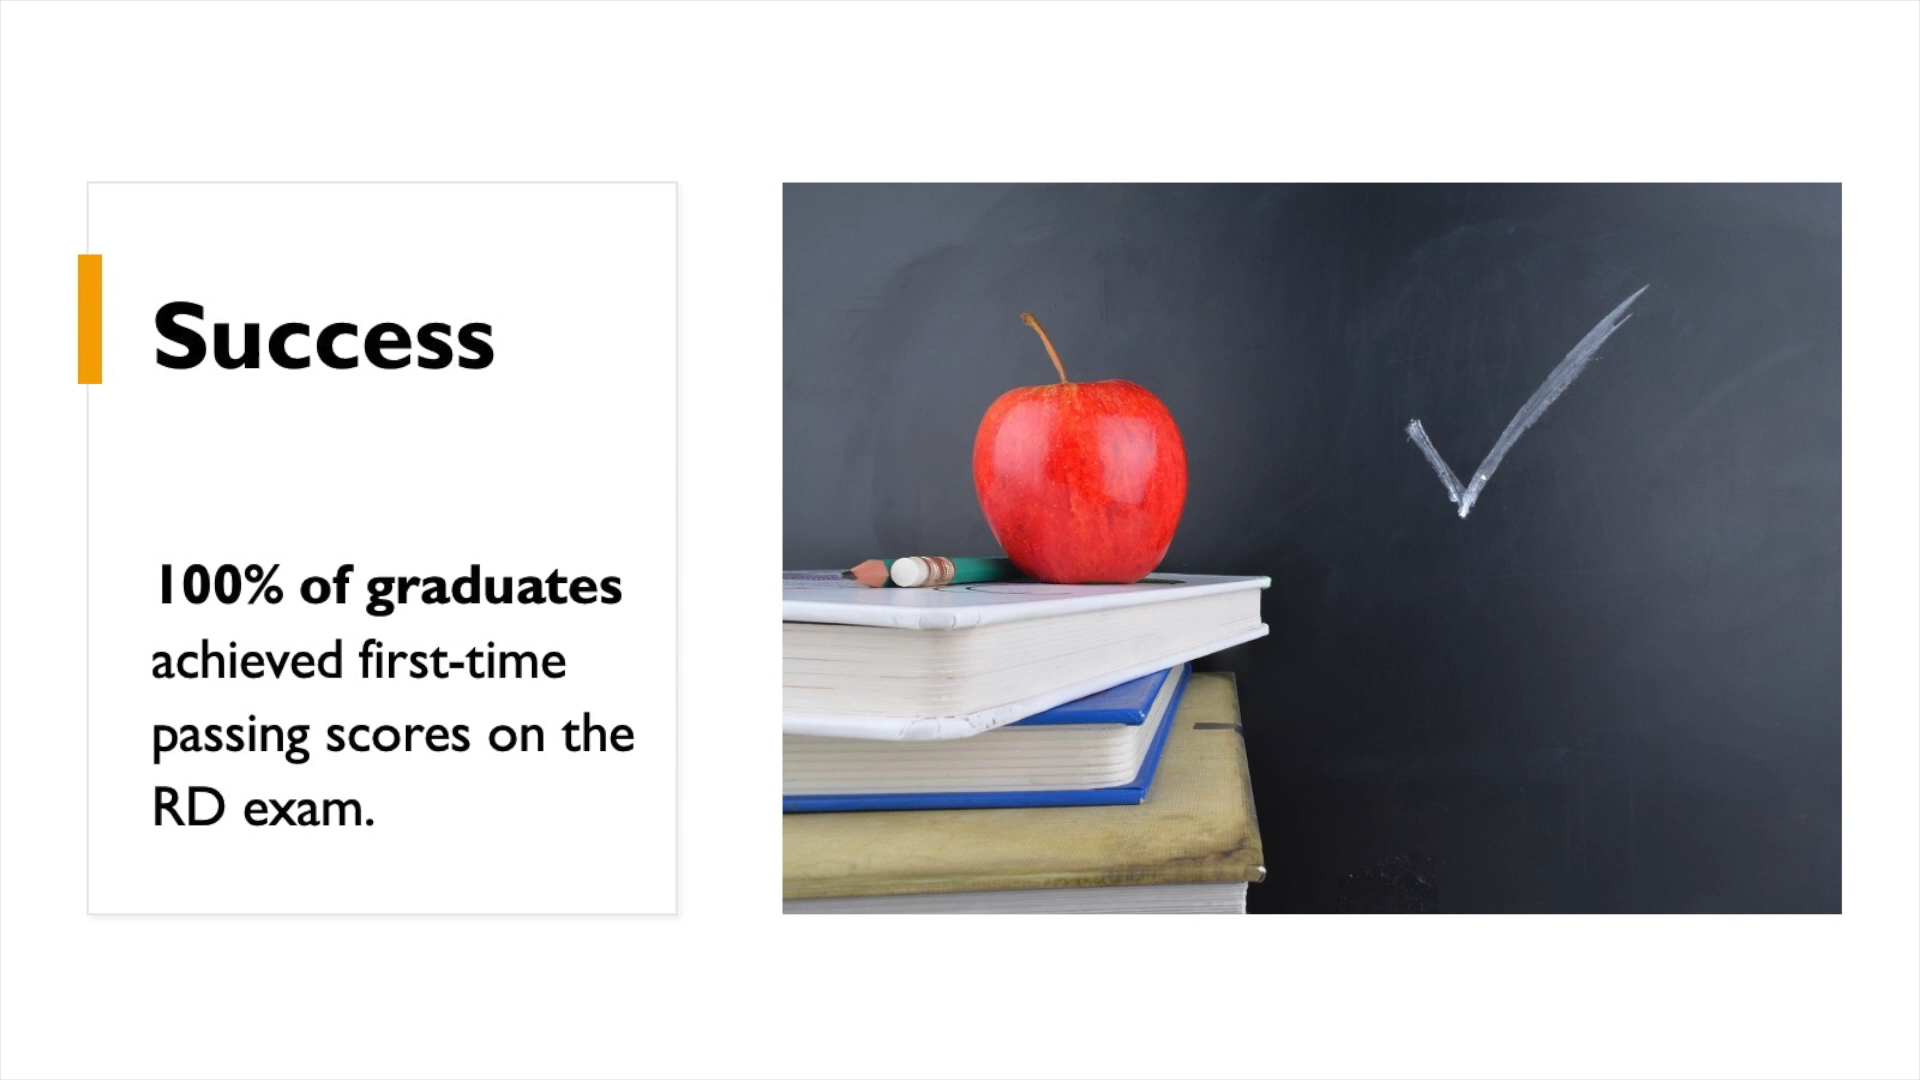 Success
100% of graduates
achieved first-time
passing scores on the
RD exam.